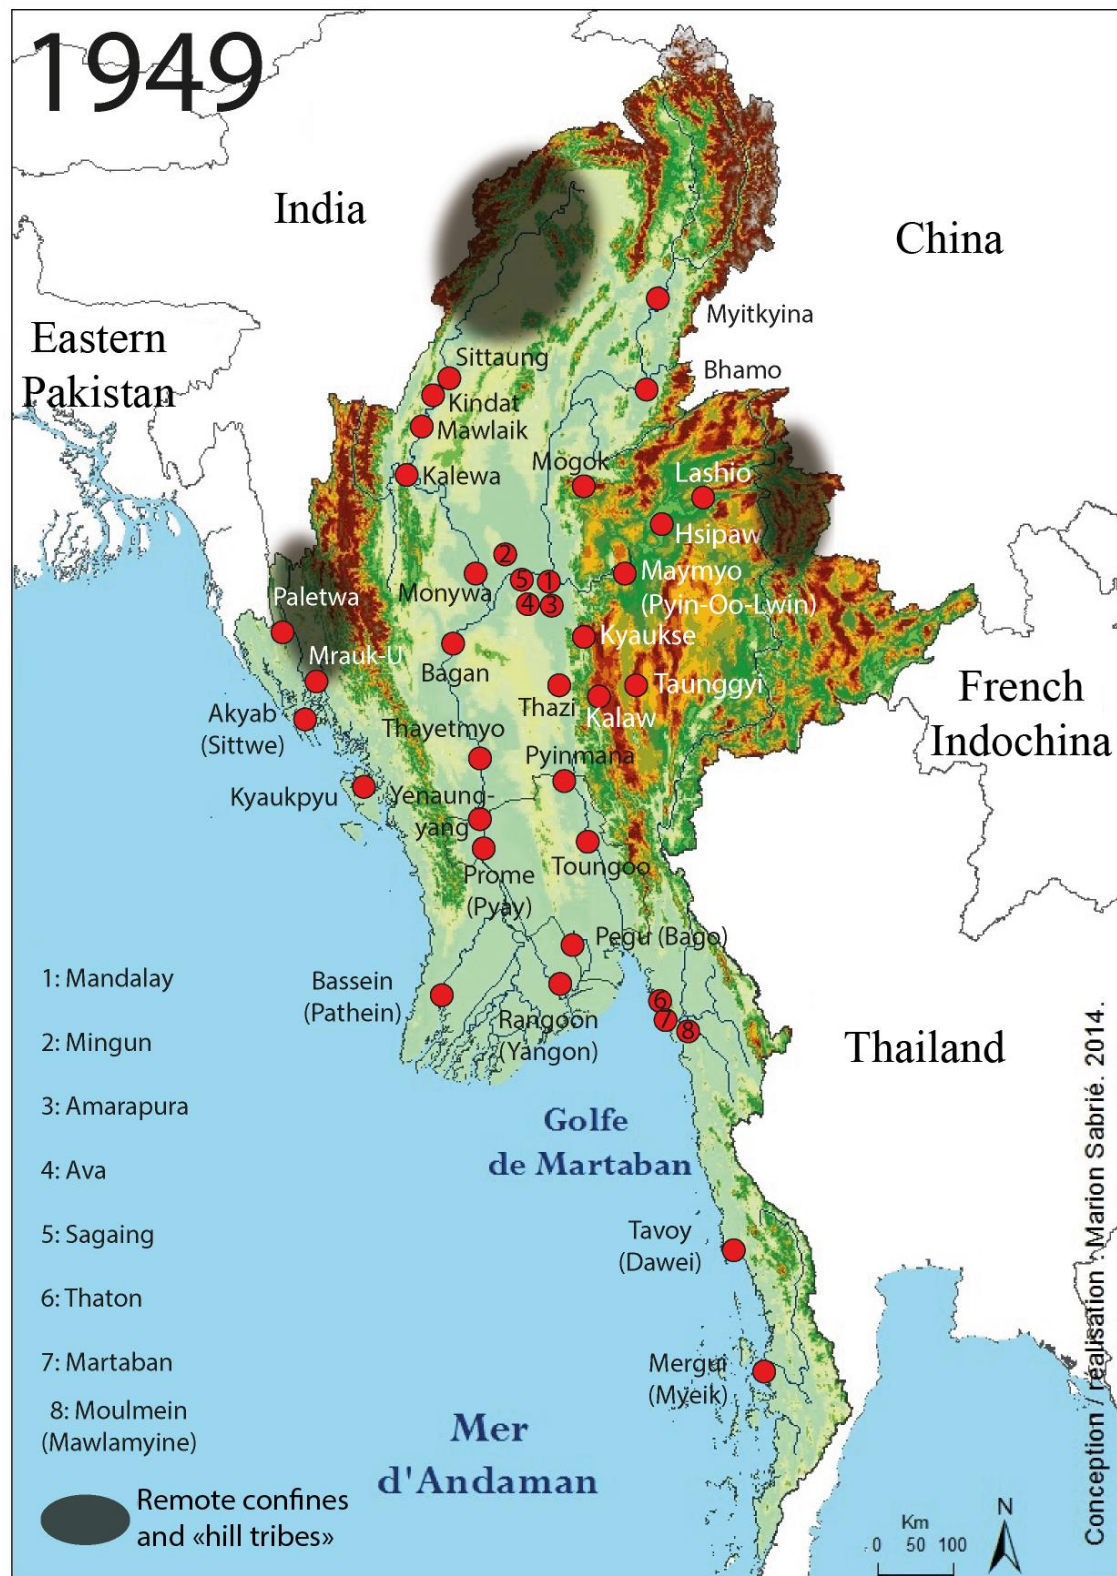 1949
India
China
Eastern
Pakistan
Myitkyina
Sittaung
Bhamo
Kindat
Mawlaik
Mogok
Lashio
Kalewa
Hsipaw
2
Monywa
5
1
Maymyo
(Pyin-Oo-Lwin)
4
3
Paletwa
Kyaukse
Mrauk-U
Bagan
Taunggyi
Thazi
Kalaw
French
Indochina
Akyab
(Sittwe)
Thayetmyo
Pyinmana
Kyaukpyu
Yenaung-
yang
Toungoo
Prome
(Pyay)
Pegu (Bago)
Bassein
(Pathein)
Rangoon
(Yangon)
6
7
8
Thailand
Golfe
de Martaban
Tavoy
(Dawei)
Mergui
(Myeik)
Mer
d'Andaman
1: Mandalay
2: Mingun
3: Amarapura
4: Ava
5: Sagaing
6: Thaton
7: Martaban
8: Moulmein
(Mawlamyine)
Remote confines
and «hill tribes»
Km
0 50 100
N
Conception / réalisation : Marion Sabrié. 2014.